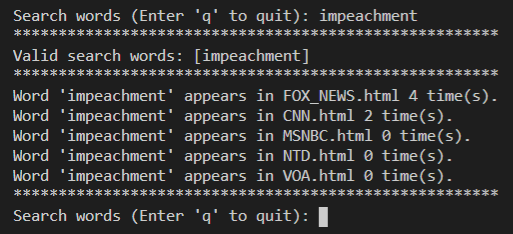 Search words (Enter 'q' to quit): impeachment
******************************************************
Valid search words: [impeachment]
******************************************************
Word 'impeachment' appears in FOX_NEWS.html 4 time(s).
Word 'impeachment' appears in CNN.html 2 time(s).
Word 'impeachment' appears in MSNBC.html 0 time(s).
Word 'impeachment' appears in NTD.html 0 time(s).
Word 'impeachment' appears in VOA.html 0 time(s).
******************************************************
Search words (Enter 'q' to quit):